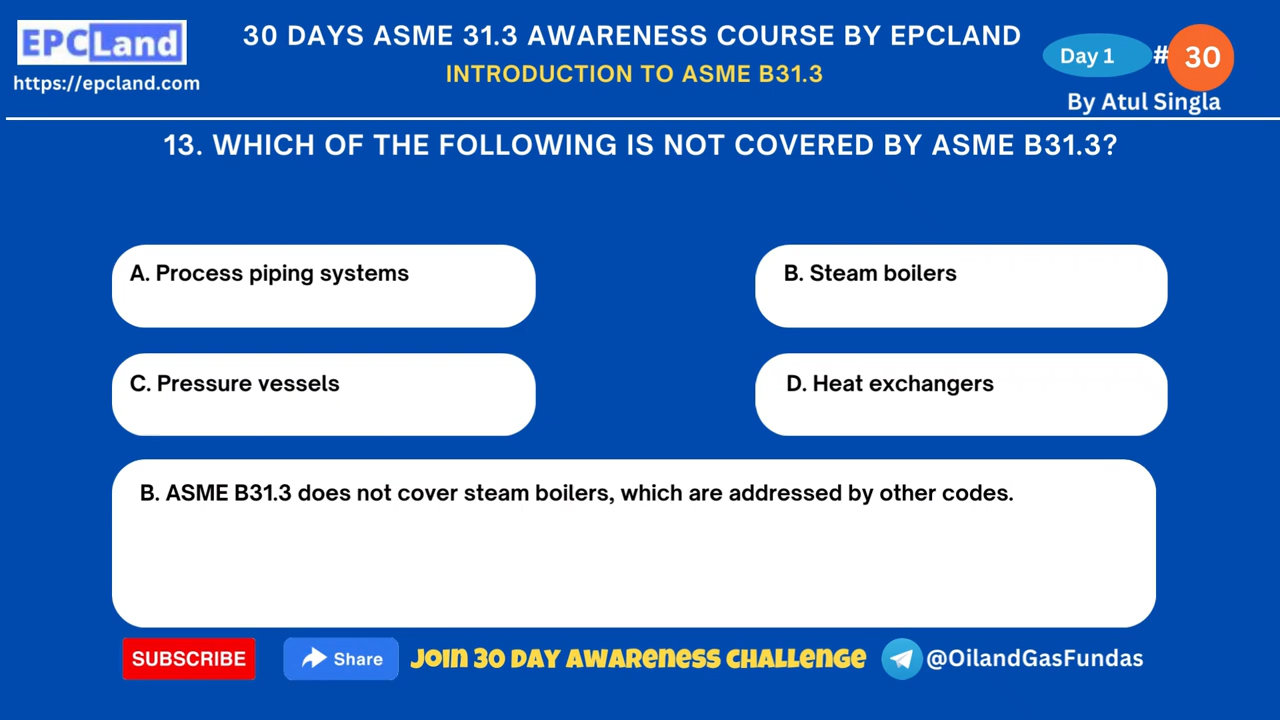 EPCLand
https://epcland.com
30 DAYS ASME 31.3 AWARENESS COURSE BY EPCLAND
INTRODUCTION TO ASME B31.3
Day 1 # 30
By Atul Singla
13. WHICH OF THE FOLLOWING IS NOT COVERED BY ASME B31.3?
A. Process piping systems
B. Steam boilers
C. Pressure vessels
D. Heat exchangers
B. ASME B31.3 does not cover steam boilers, which are addressed by other codes.
SUBSCRIBE
Share
Join 30 Day Awareness Challenge
@OilandGasFundas